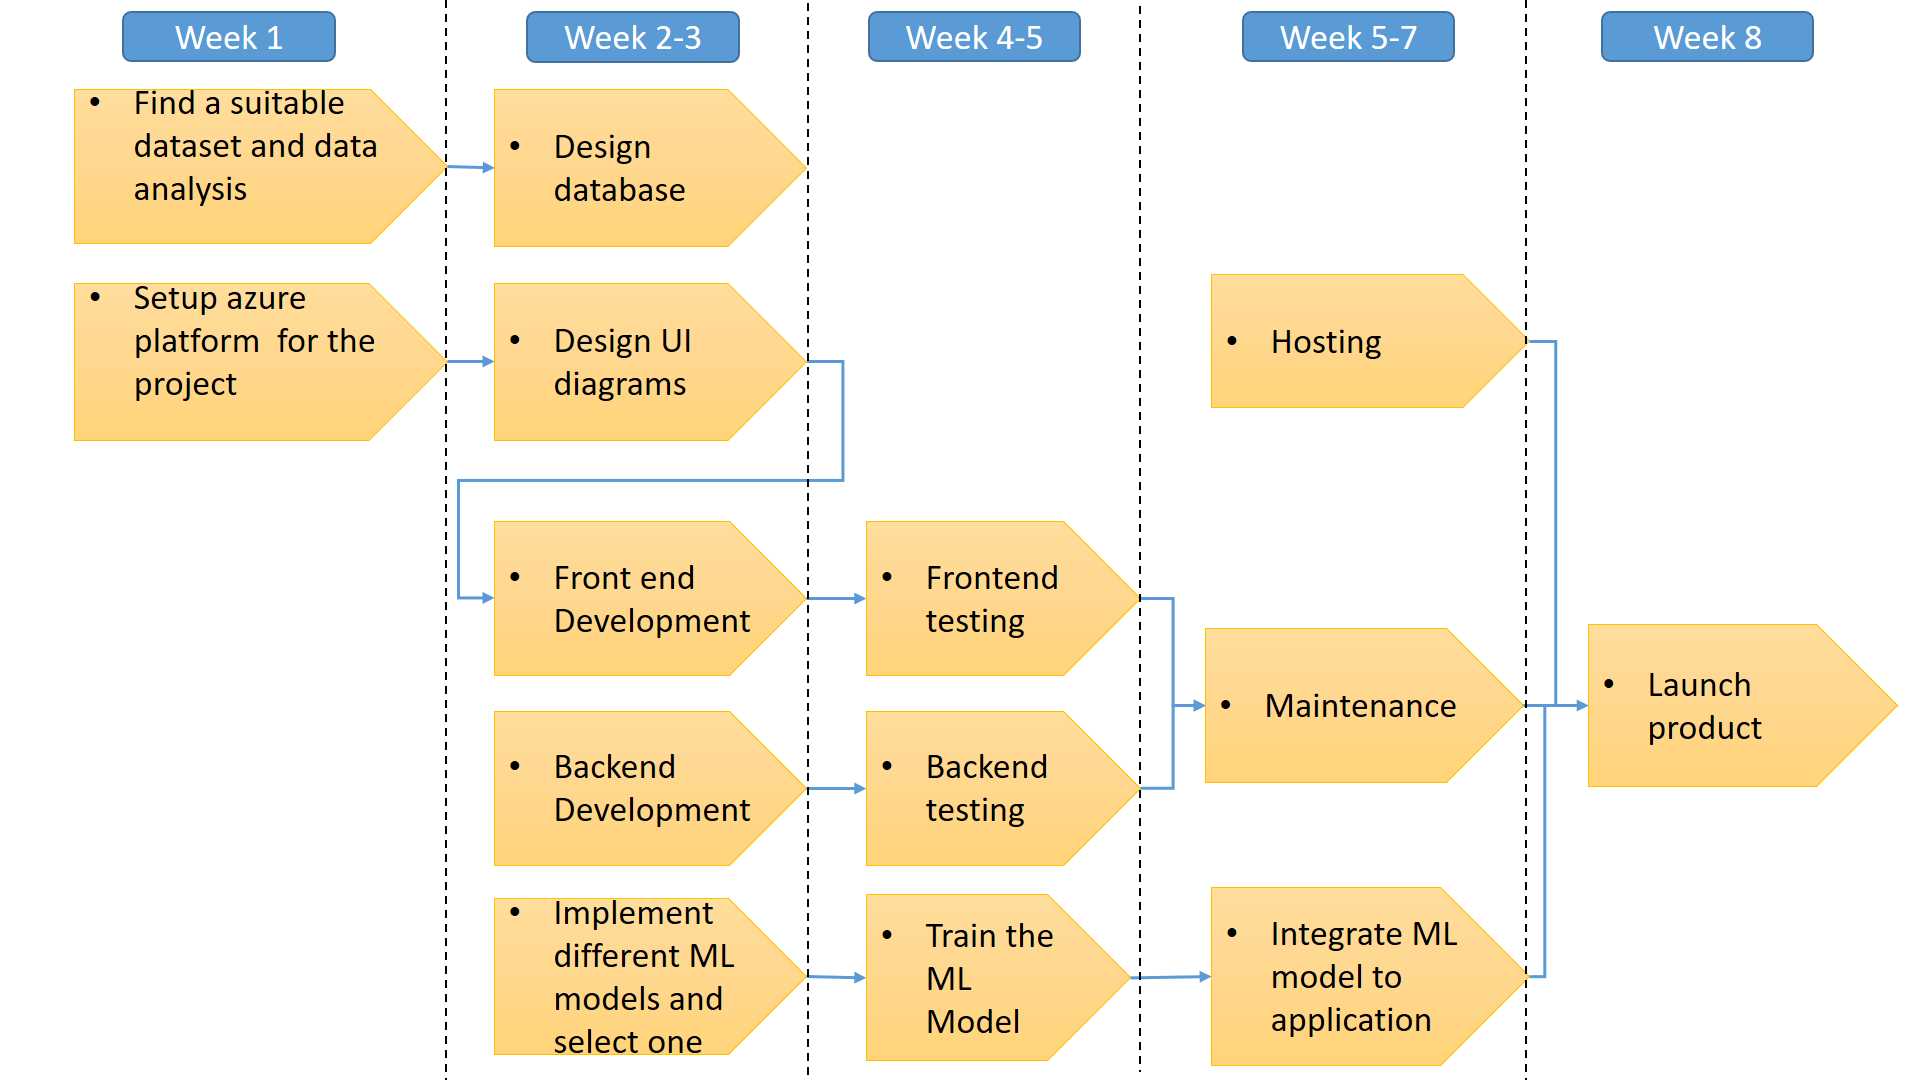 Week 1
Week 2-3
Week 4-5
Week 5-7
Week 8
• Find a suitable
dataset and data
analysis
• Design
database
• Setup azure
platform  for the
project
• Design UI
diagrams
• Hosting
• Front end
Development
• Frontend
testing
• Maintenance
• Launch
product
• Backend
Development
• Backend
testing
• Implement
different ML
models and
select one
• Train the
ML
Model
• Integrate ML
model to
application